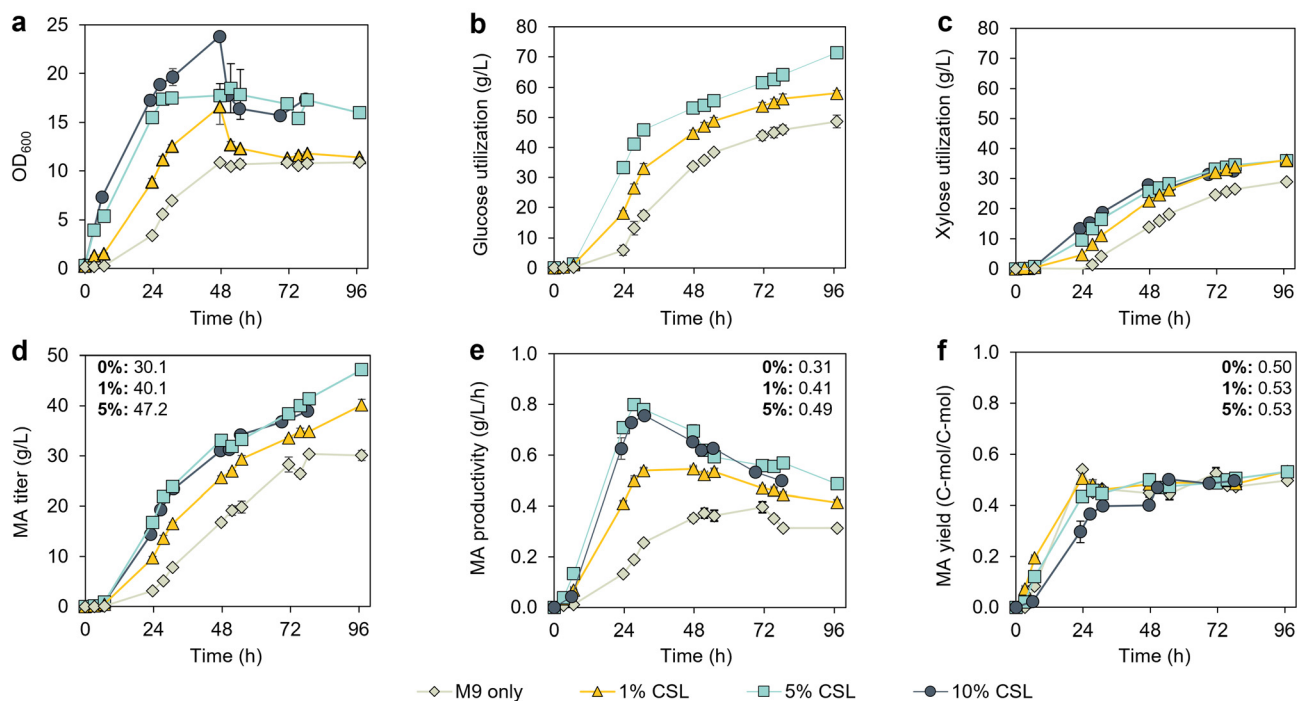 a
OD600
25
20
15
10
5
0
0 24 48 72 96
Time (h)
b
Glucose utilization (g/L)
80
70
60
50
40
30
20
10
0
0 24 48 72 96
Time (h)
c
Xylose utilization (g/L)
80
70
60
50
40
30
20
10
0
0 24 48 72 96
Time (h)
d
MA titer (g/L)
50
40
30
20
10
0
0%: 30.1
1%: 40.1
5%: 47.2
0 24 48 72 96
Time (h)
e
MA productivity (g/L/h)
1.0
0.8
0.6
0.4
0.2
0.0
0%: 0.31
1%: 0.41
5%: 0.49
0 24 48 72 96
Time (h)
f
MA yield (C-mol/C-mol)
1.0
0.8
0.6
0.4
0.2
0.0
0%: 0.50
1%: 0.53
5%: 0.53
0 24 48 72 96
Time (h)
M9 only 1% CSL 5% CSL 10% CSL